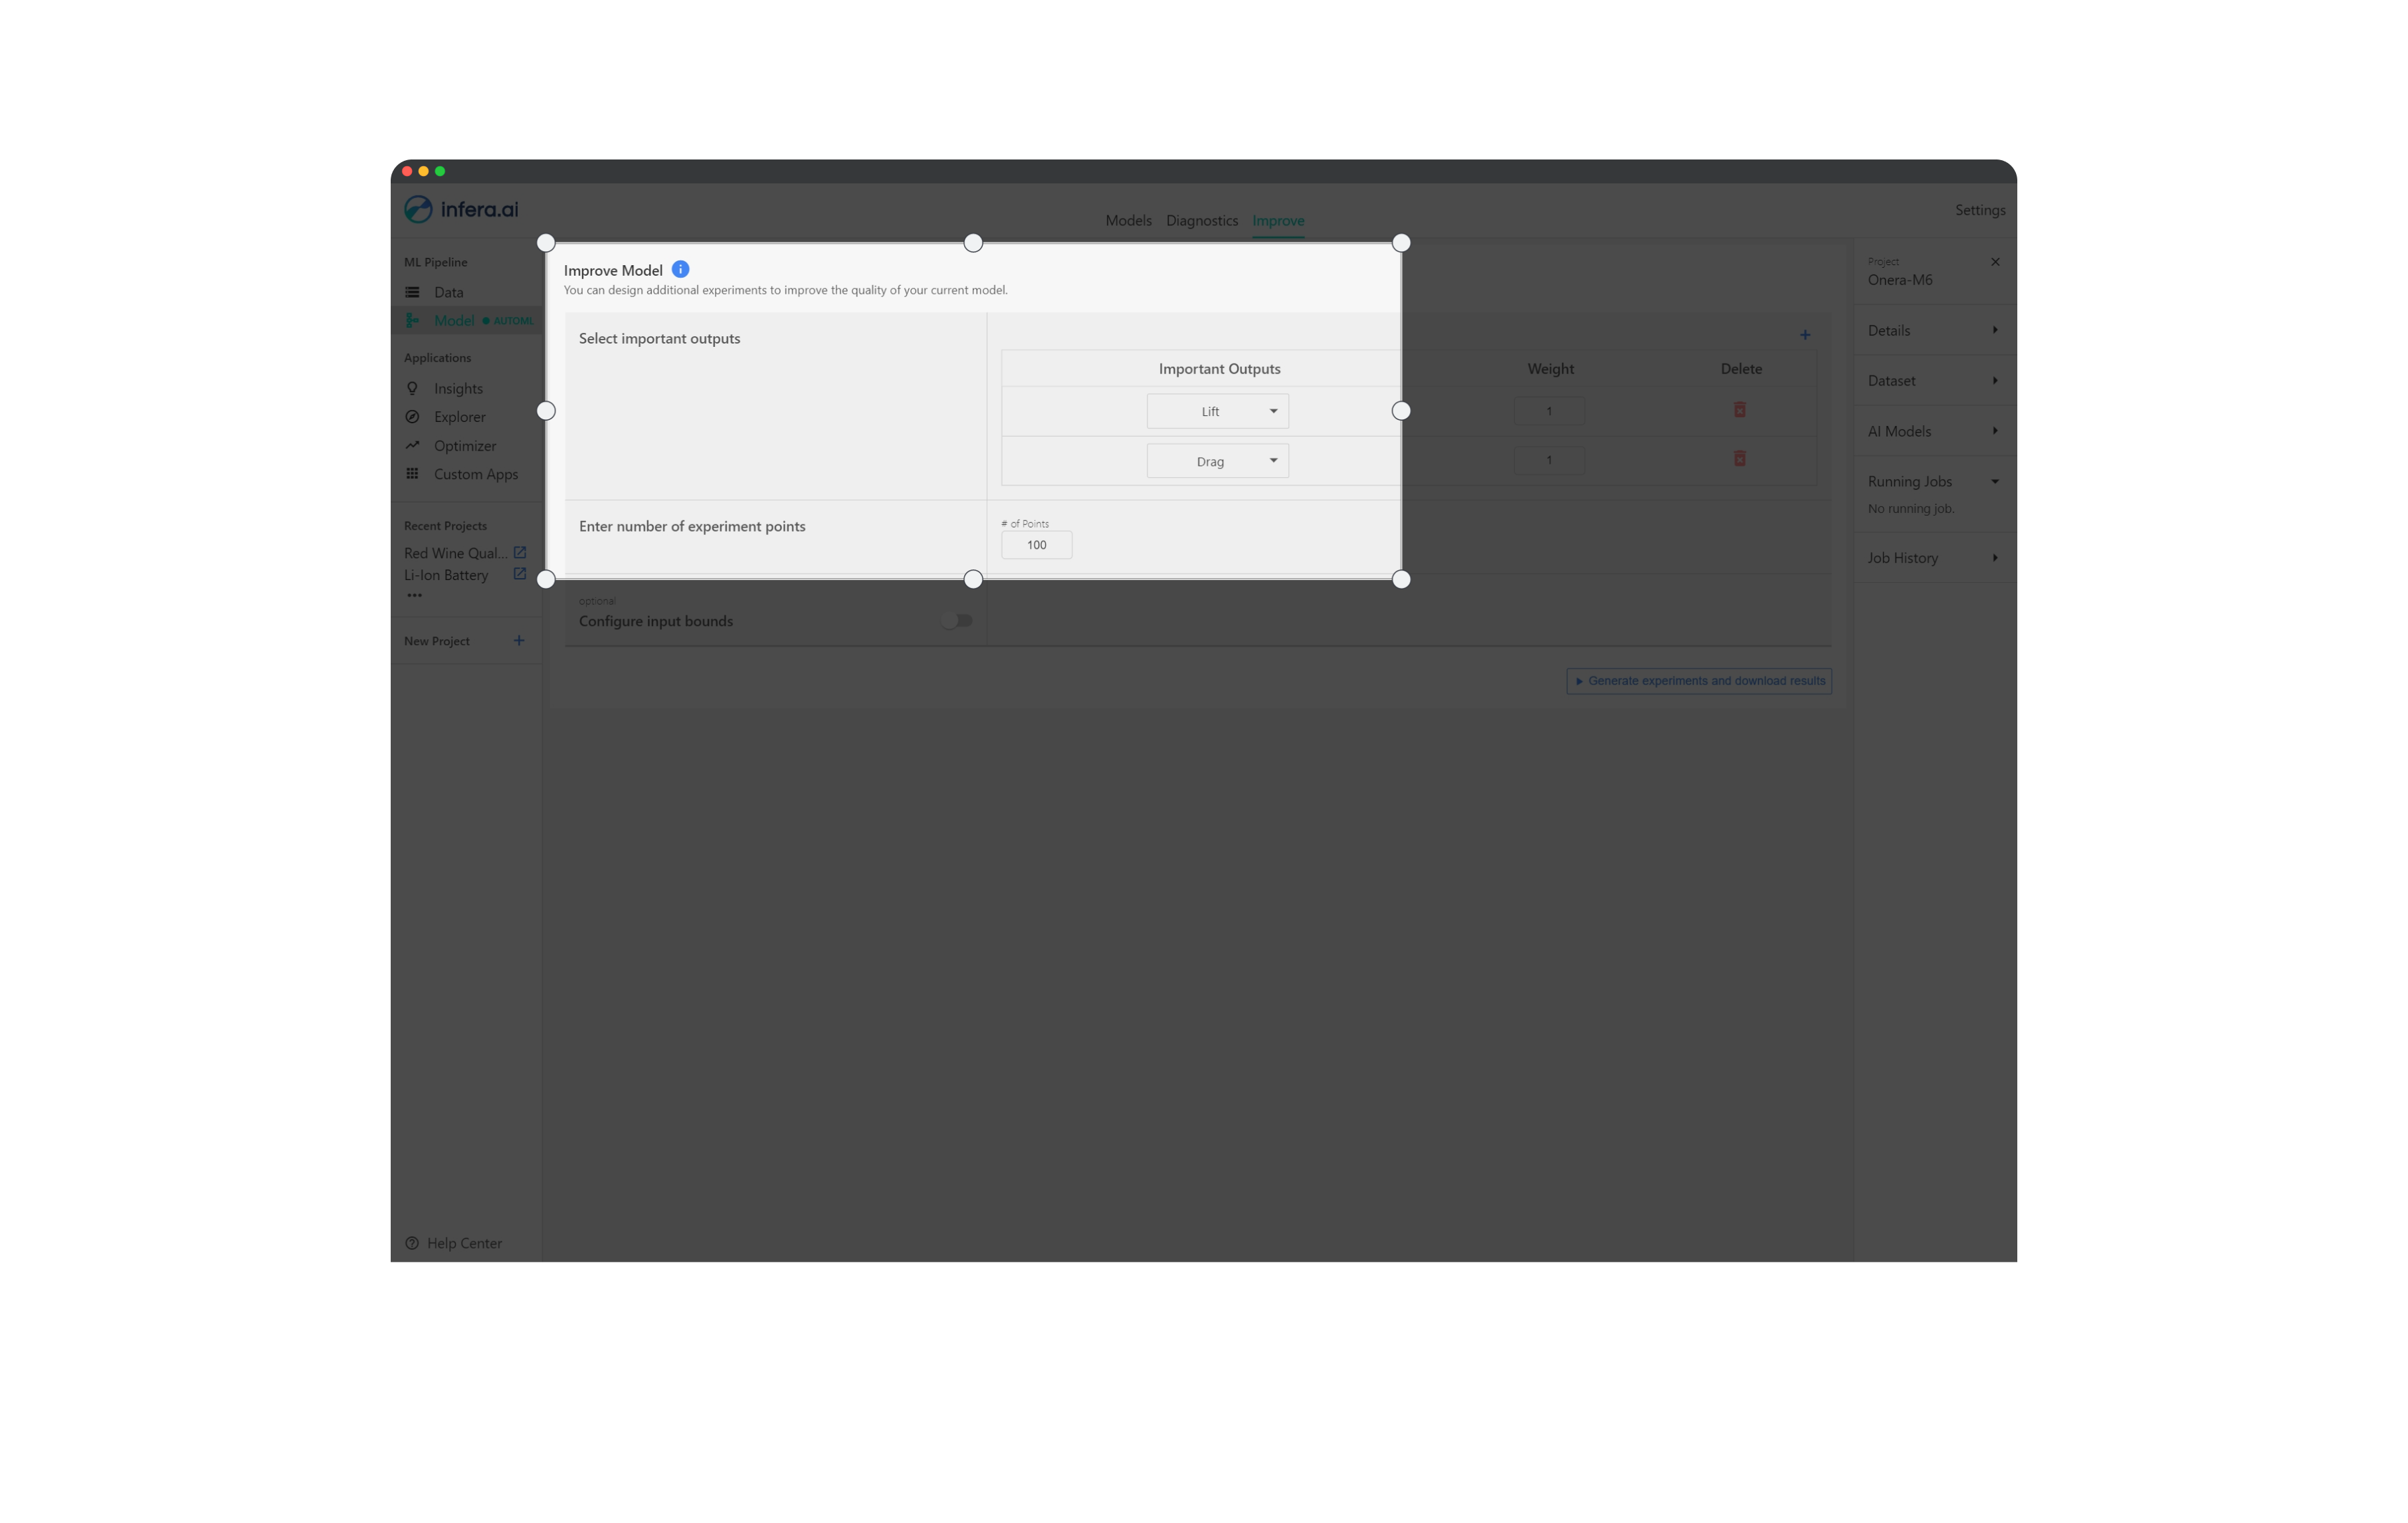 infera.ai
Models Diagnostics Improve
Settings
ML Pipeline
Data
Model AUTOML
Applications
Insights
Explorer
Optimizer
Custom Apps
Recent Projects
Red Wine Qual...
Li-Ion Battery
New Project
Help Center
Improve Model
You can design additional experiments to improve the quality of your current model.
Select important outputs
Important Outputs Weight Delete
Lift 1
Drag 1
Enter number of experiment points
# of Points
100
optional
Configure input bounds
Generate experiments and download results
Project
Onera-M6
Details
Dataset
AI Models
Running Jobs
No running job.
Job History